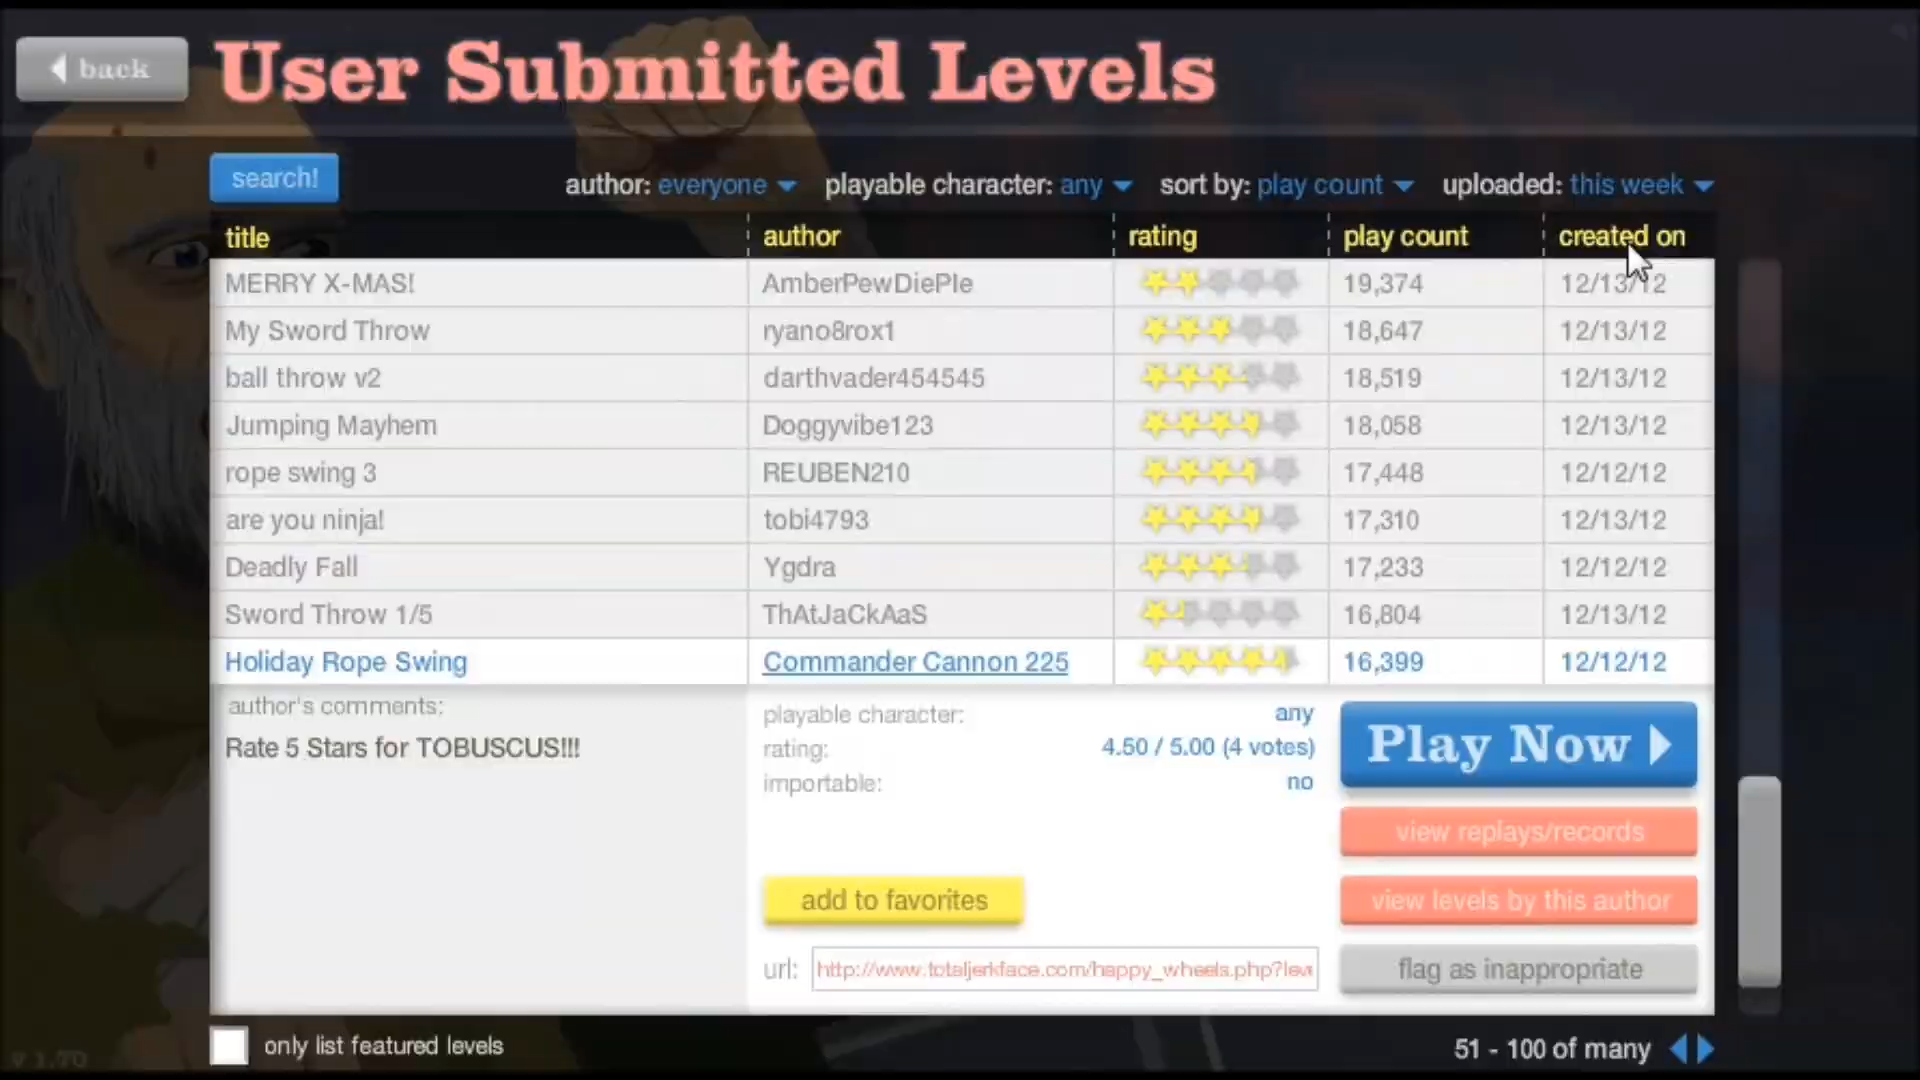 back
User Submitted Levels
search!
author: everyone
playable character: any
sort by: play count
uploaded: this week
title author rating play count created on
MERRY X-MAS! AmberPewDiePIe 19,374 12/13/12
My Sword Throw ryano8rox1 18,647 12/13/12
ball throw v2 darthvader454545 18,519 12/13/12
Jumping Mayhem Doggyvibe123 18,058 12/13/12
rope swing 3 REUBEN210 17,448 12/12/12
are you ninja! tobi4793 17,310 12/13/12
Deadly Fall Ygdra 17,233 12/12/12
Sword Throw 1/5 ThAtJaCkAaS 16,804 12/13/12
Holiday Rope Swing Commander Cannon 225 16,399 12/12/12
author's comments:
Rate 5 Stars for TOBUSCUS!!!
playable character: any
rating: 4.50 / 5.00 (4 votes)
importable: no
Play Now
view replays/records
add to favorites
view levels by this author
url: http://www.totaljerkface.com/happy_wheels.php?leve
flag as inappropriate
only list featured levels
51 - 100 of many
v 1.70